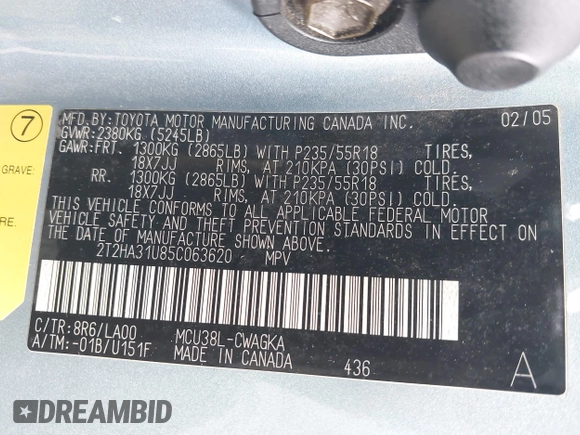 MFD.BY:TOYOTA MOTOR MANUFACTURING CANADA INC. 02/05
GVWR:2380KG (5245LB)
GAWR:FRT. 1300KG (2865LB) WITH P235/55R18 TIRES,
18X7JJ RIMS, AT 210KPA (30PSI) COLD.
RR. 1300KG (2865LB) WITH P235/55R18 TIRES,
18X7JJ RIMS, AT 210KPA (30PSI) COLD.
THIS VEHICLE CONFORMS TO ALL APPLICABLE FEDERAL MOTOR
VEHICLE SAFETY AND THEFT PREVENTION STANDARDS IN EFFECT ON
THE DATE OF MANUFACTURE SHOWN ABOVE.
2T2HA31U85C063620 MPV
C/TR:8R6/LA00 MCU38L-CWAGKA
A/TM:-01B/U151F MADE IN CANADA 436 A
7
GRAVE:
RE.
DREAMBID